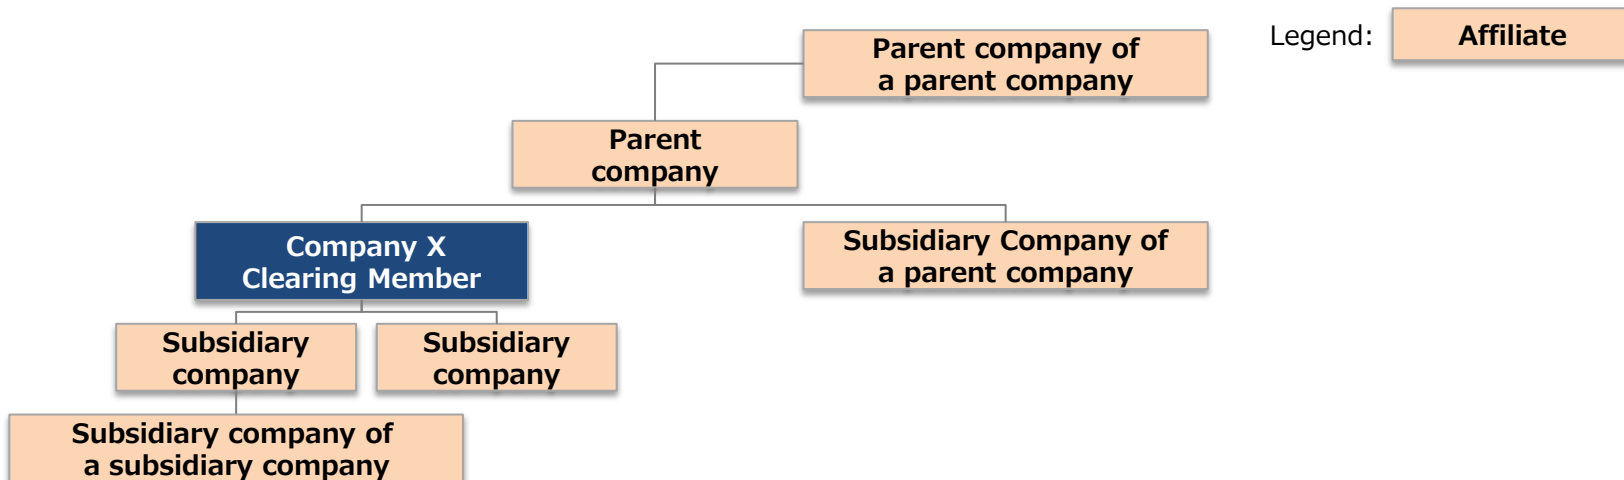 Legend:
Affiliate
Parent company of
a parent company
Parent
company
Company X
Clearing Member
Subsidiary Company of
a parent company
Subsidiary
company
Subsidiary
company
Subsidiary company of
a subsidiary company